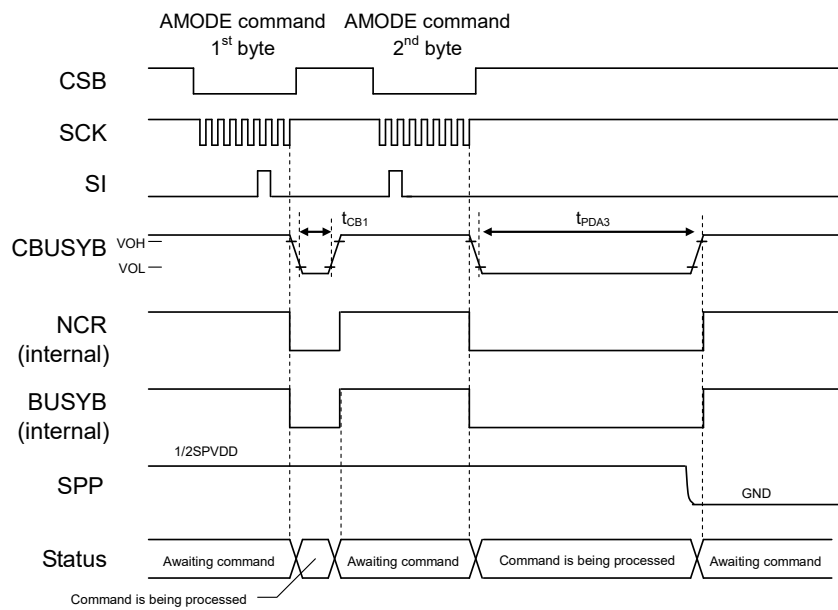 AMODE command
1st byte
AMODE command
2nd byte
CSB
SCK
SI
tCB1
tPDA3
CBUSYB
VOH
VOL
NCR
(internal)
BUSYB
(internal)
1/2SPVDD
SPP
GND
Status
Awaiting command
Awaiting command
Command is being processed
Awaiting command
Command is being processed